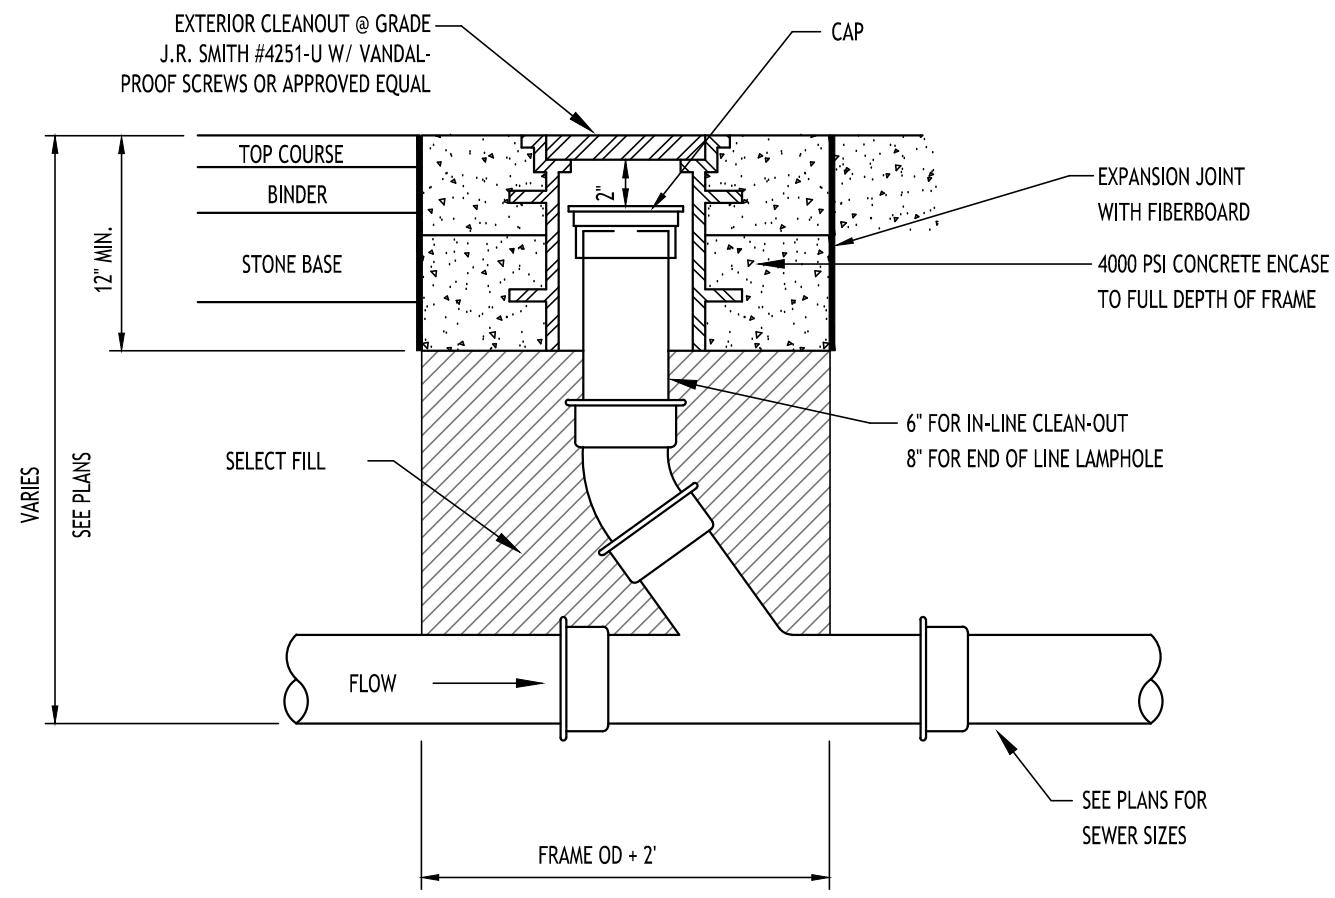 EXTERIOR CLEANOUT @ GRADE
J.R. SMITH #4251-U W/ VANDAL-
PROOF SCREWS OR APPROVED EQUAL
CAP
TOP COURSE
BINDER
STONE BASE
12" MIN.
2"
EXPANSION JOINT
WITH FIBERBOARD
4000 PSI CONCRETE ENCASE
TO FULL DEPTH OF FRAME
6" FOR IN-LINE CLEAN-OUT
8" FOR END OF LINE LAMPHOLE
SELECT FILL
VARIES
SEE PLANS
FLOW
SEE PLANS FOR
SEWER SIZES
FRAME OD + 2'